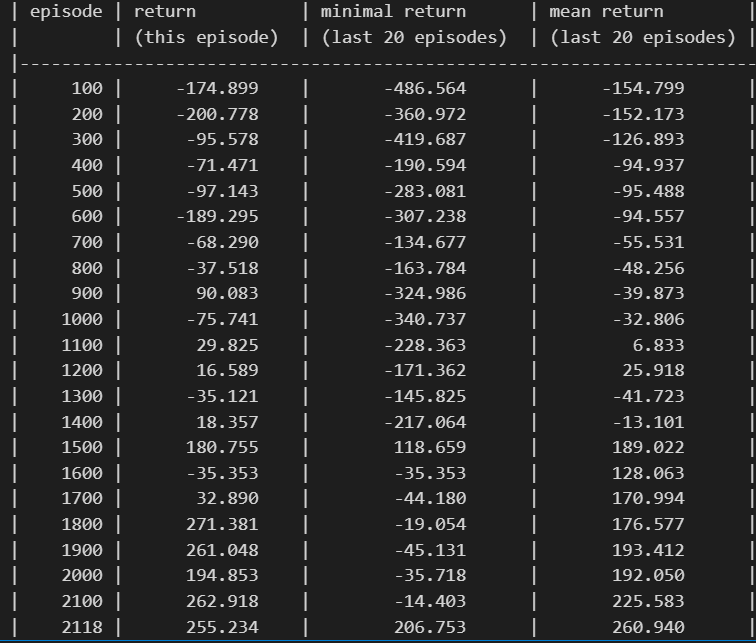 | episode | return | minimal return | mean return |
| | (this episode) | (last 20 episodes) | (last 20 episodes) |
|------------------------------------------------------------------------
| 100 | -174.899 | -486.564 | -154.799 |
| 200 | -200.778 | -360.972 | -152.173 |
| 300 | -95.578 | -419.687 | -126.893 |
| 400 | -71.471 | -190.594 | -94.937 |
| 500 | -97.143 | -283.081 | -95.488 |
| 600 | -189.295 | -307.238 | -94.557 |
| 700 | -68.290 | -134.677 | -55.531 |
| 800 | -37.518 | -163.784 | -48.256 |
| 900 | 90.083 | -324.986 | -39.873 |
| 1000 | -75.741 | -340.737 | -32.806 |
| 1100 | 29.825 | -228.363 | 6.833 |
| 1200 | 16.589 | -171.362 | 25.918 |
| 1300 | -35.121 | -145.825 | -41.723 |
| 1400 | 18.357 | -217.064 | -13.101 |
| 1500 | 180.755 | 118.659 | 189.022 |
| 1600 | -35.353 | -35.353 | 128.063 |
| 1700 | 32.890 | -44.180 | 170.994 |
| 1800 | 271.381 | -19.054 | 176.577 |
| 1900 | 261.048 | -45.131 | 193.412 |
| 2000 | 194.853 | -35.718 | 192.050 |
| 2100 | 262.918 | -14.403 | 225.583 |
| 2118 | 255.234 | 206.753 | 260.940 |